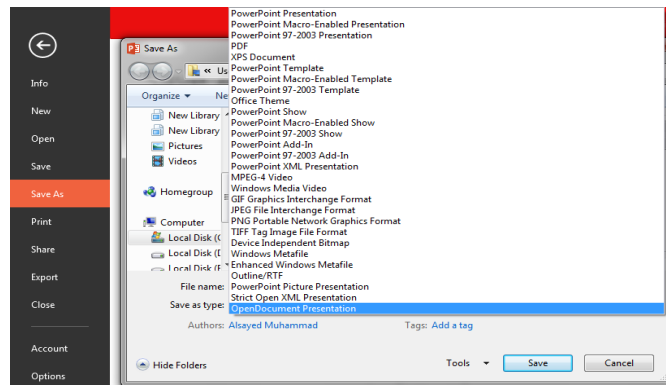 Info
New
Open
Save
Save As
Print
Share
Export
Close
Account
Options
Save As
« Us
Organize
Ne
New Library
New Library
Pictures
Videos
Homegroup
Computer
Local Disk (C
Local Disk (D
Local Disk (F
PowerPoint Presentation
PowerPoint Macro-Enabled Presentation
PowerPoint 97-2003 Presentation
PDF
XPS Document
PowerPoint Template
PowerPoint Macro-Enabled Template
PowerPoint 97-2003 Template
Office Theme
PowerPoint Show
PowerPoint Macro-Enabled Show
PowerPoint 97-2003 Show
PowerPoint Add-In
PowerPoint 97-2003 Add-In
PowerPoint XML Presentation
MPEG-4 Video
Windows Media Video
GIF Graphics Interchange Format
JPEG File Interchange Format
PNG Portable Network Graphics Format
TIFF Tag Image File Format
Device Independent Bitmap
Windows Metafile
Enhanced Windows Metafile
Outline/RTF
PowerPoint Picture Presentation
Strict Open XML Presentation
OpenDocument Presentation
File name:
Save as type:
Authors: Alsayed Muhammad Tags: Add a tag
Hide Folders Tools Save Cancel